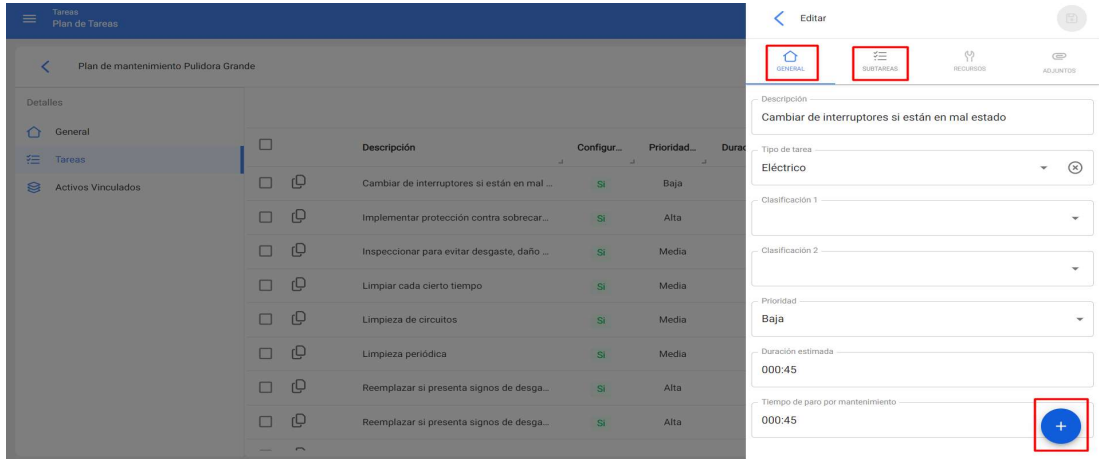 Tareas
Plan de Tareas
Editar
Plan de mantenimiento Pulidora Grande
GENERAL
SUBTAREAS
RECURSOS
ADJUNTOS
Detalles
General
Tareas
Activos Vinculados
Descripción Configur... Prioridad... Durac
Cambiar de interruptores si están en mal ... Si Baja
Implementar protección contra sobrecar... Si Alta
Inspeccionar para evitar desgaste, daño ... Si Media
Limpiar cada cierto tiempo Si Media
Limpieza de circuitos Si Media
Limpieza periódica Si Media
Reemplazar si presenta signos de desga... Si Alta
Reemplazar si presenta signos de desga... Si Alta
Descripción
Cambiar de interruptores si están en mal estado
Tipo de tarea
Eléctrico
Clasificación 1
Clasificación 2
Prioridad
Baja
Duración estimada
000:45
Tiempo de paro por mantenimiento
000:45